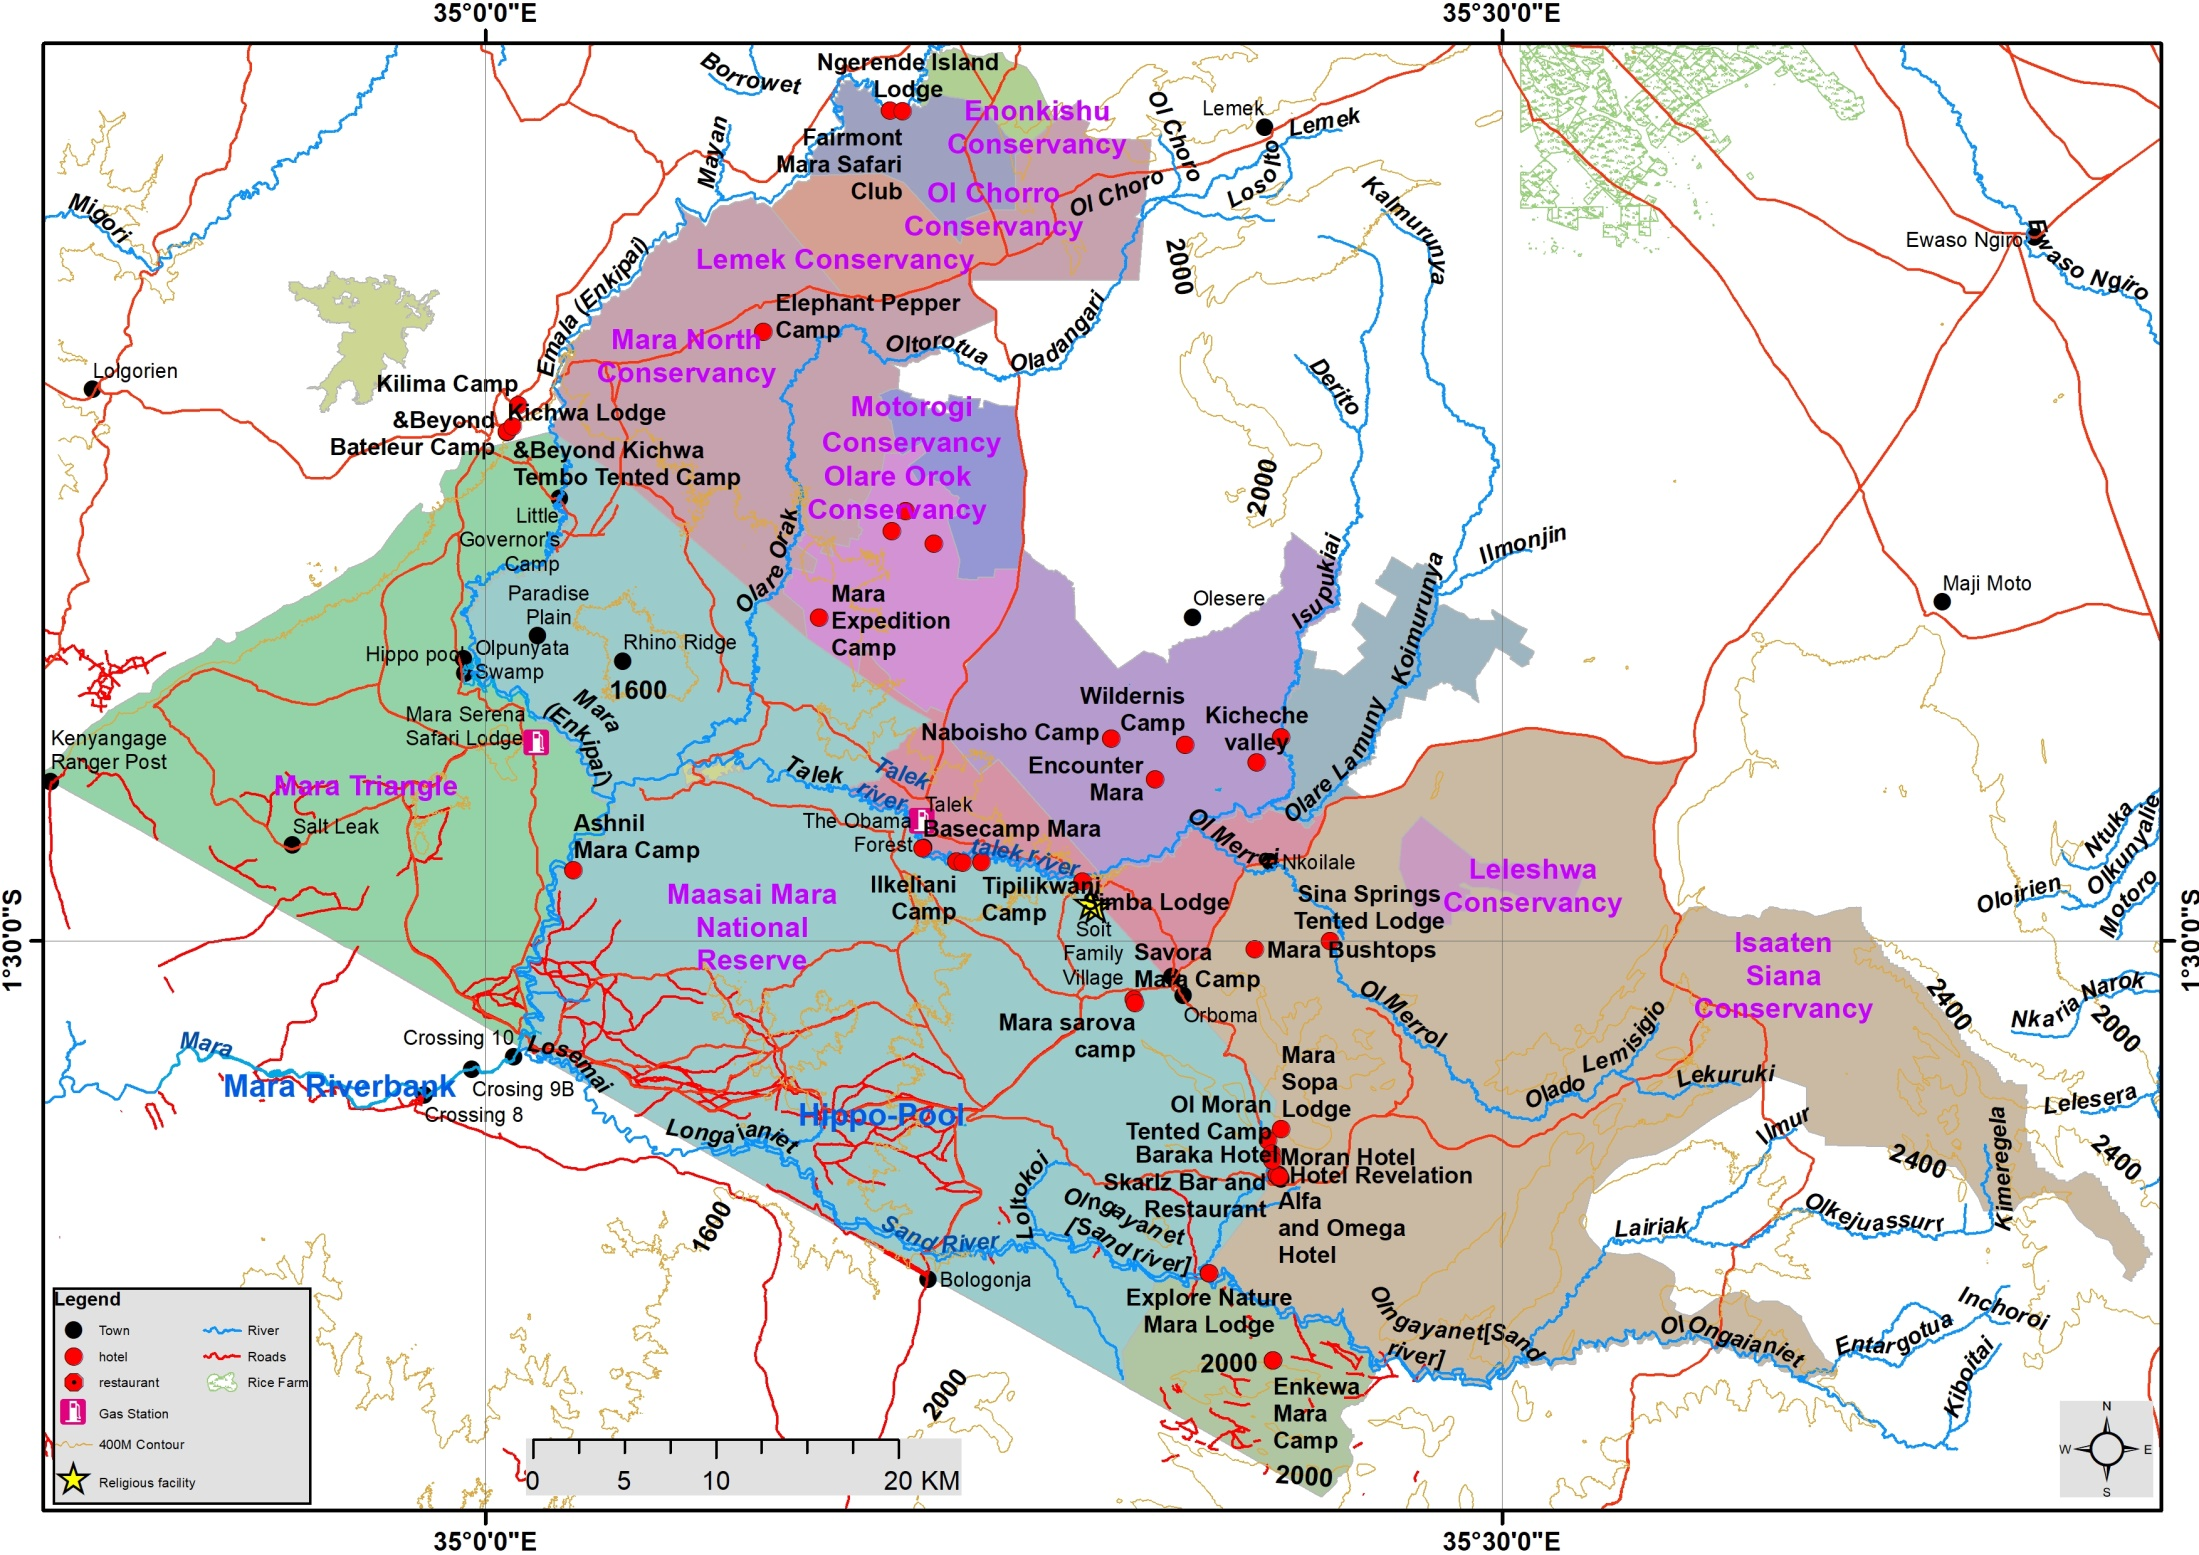 35°0'0"E
35°30'0"E
Borrowet
Ngerende Island
Lodge
Enonkishu
Conservancy
Ol Choro
Lemek
Lemek
Mayan
Fairmont
Mara Safari
Club
Losolto
Ol Chorro
Conservancy
Ol Choro
Kalmurunya
Migori
Ewaso Ngiro
Ewaso Ngiro
Emala (Enkipai)
Lemek Conservancy
2000
Elephant Pepper
Camp
Mara North
Conservancy
Oltorotua
Oladangari
Lolgorien
Kilima Camp
Derito
&Beyond
Bateleur Camp
Kichwa Lodge
Motorogi
Conservancy
&Beyond Kichwa
Tembo Tented Camp
Olare Orok
Conservancy
2000
Little
Governor's
Camp
Olare Orak
Isupukiai
Koimurunya
Ilmonjin
Paradise
Plain
Mara
Expedition
Camp
Olesere
Maji Moto
Hippo pool
Olpunyata
Swamp
Rhino Ridge
1600
Mara
(Enkipai)
Mara Serena
Safari Lodge
Wildernis
Camp
Naboisho Camp
Kicheche
valley
Olare Lamuny
Kenyangage
Ranger Post
Encounter
Mara
Talek
Talek
river
Mara Triangle
Talek
The Obama
Forest
Basecamp Mara
talek river
Ol Merroi
Nkoilale
Salt Leak
Ashnil
Mara Camp
Ntuka
Olkunyalie
Motoro
Oloirien
Leleshwa
Conservancy
Maasai Mara
National
Reserve
Ilkeliani
Camp
Tipilikwani
Camp
Simba Lodge
Sina Springs
Tented Lodge
1°30'0"S
1°30'0"S
Soit
Family
Village
Savora
Mara Camp
Mara Bushtops
Isaaten
Siana
Conservancy
Orboma
Ol Merrol
2400
Nkaria Narok
2000
Mara sarova
camp
Crossing 10
Mara
Losemai
Lemisigio
Mara Riverbank
Crosing 9B
Crossing 8
Mara
Sopa
Lodge
Olado
Lekuruki
Lelesera
Hippo-Pool
Longaianiet
Ol Moran
Tented Camp
Ilmur
Kimeregela
2400
2400
Baraka Hotel
Moran Hotel
Hotel Revelation
Skarlz Bar and
Restaurant
Alfa
and Omega
Hotel
Loltokoi
Olngayanet
[Sand river]
1600
Sand River
Lairiak
Olkejuassurr
Bologonja
Explore Nature
Mara Lodge
Olngayanet[Sand
river]
Ol Ongaianiet
Inchoroi
Entargotua
Kiboitai
2000
2000
Enkewa
Mara
Camp
2000
Legend
Town
River
hotel
Roads
restaurant
Rice Farm
Gas Station
400M Contour
Religious facility
0
5
10
20 KM
N
W
E
S
35°0'0"E
35°30'0"E